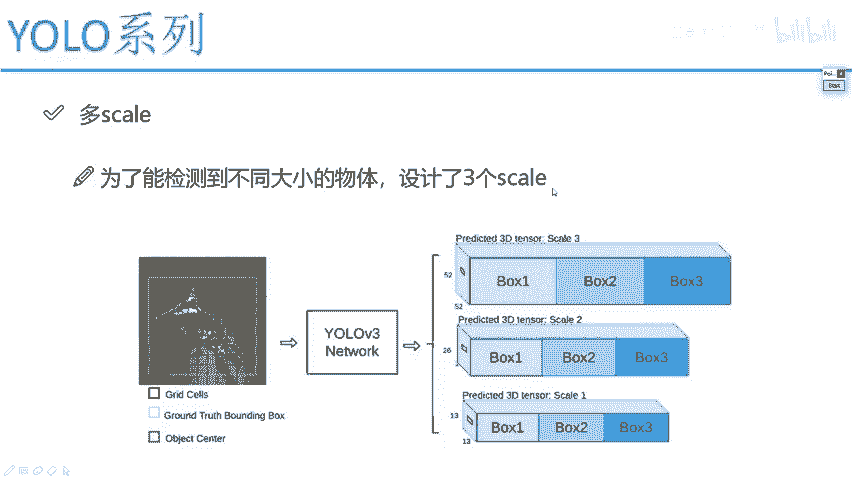 YOLO系列
bilibili
Start
多scale
为了能检测到不同大小的物体，设计了3个scale
Predicted 3D tensor: Scale 3
52
Box1 Box2 Box3
52
Predicted 3D tensor: Scale 2
26
Box1 Box2 Box3
YOLOv3
Network
Predicted 3D tensor: Scale 1
13
Box1 Box2 Box3
13
Grid Cells
Ground Truth Bounding Box
Object Center